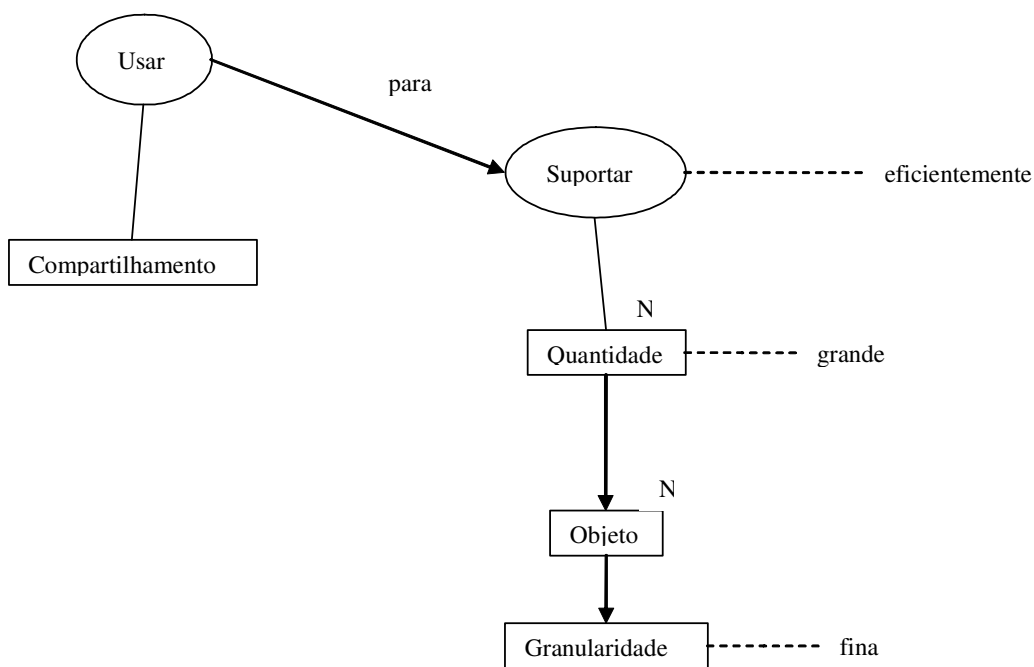 Usar
para
Suportar
eficientemente
Compartilhamento
N
Quantidade
grande
N
Objeto
Granularidade
fina